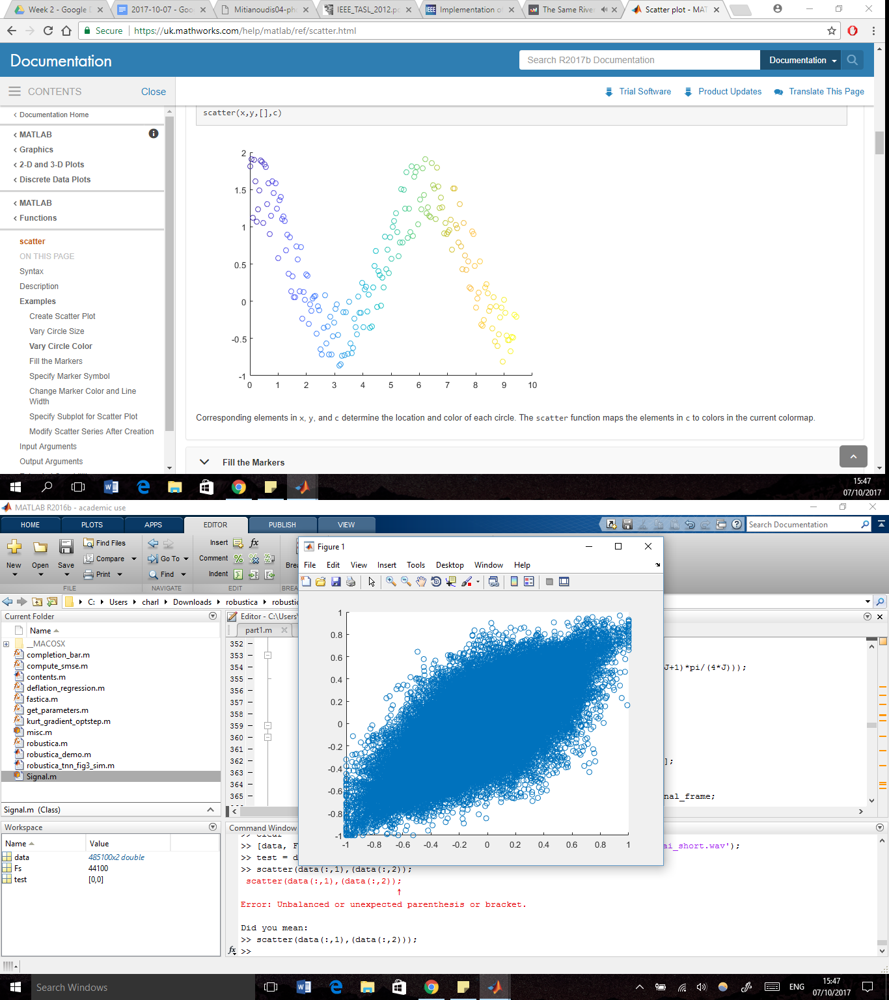 Week 2 - Google D
2017-10-07 - Goo
Mitianoudis04-ph
IEEE_TASL_2012.pd
Implementation o
The Same River
Scatter plot - MAT
Secure https://uk.mathworks.com/help/matlab/ref/scatter.html
Documentation
Search R2017b Documentation
Documentation
CONTENTS
Close
Trial Software
Product Updates
Translate This Page
Documentation Home
MATLAB
Graphics
2-D and 3-D Plots
Discrete Data Plots
MATLAB
Functions
scatter
ON THIS PAGE
Syntax
Description
Examples
Create Scatter Plot
Vary Circle Size
Vary Circle Color
Fill the Markers
Specify Marker Symbol
Change Marker Color and Line
Width
Specify Subplot for Scatter Plot
Modify Scatter Series After Creation
Input Arguments
Output Arguments
scatter(x,y,[],c)
2
1.5
1
0.5
0
-0.5
-1
0 1 2 3 4 5 6 7 8 9 10
Corresponding elements in x, y, and c determine the location and color of each circle. The scatter function maps the elements in c to colors in the current colormap.
Fill the Markers
15:47
07/10/2017
MATLAB R2016b - academic use
HOME PLOTS APPS EDITOR PUBLISH VIEW
Search Documentation
New
Open
Save
Find Files
Compare
Print
FILE
Go To
Find
NAVIGATE
Insert
Comment
Indent
EDIT
Brea
BREA
C: Users charl Downloads robustica robustic
Current Folder
Name
__MACOSX
completion_bar.m
compute_smse.m
contents.m
deflation_regression.m
fastica.m
get_parameters.m
kurt_gradient_optstep.m
misc.m
robustica.m
robustica_demo.m
robustica_tnn_fig3_sim.m
Signal.m
Signal.m (Class)
Workspace
Name Value
data 485100x2 double
Fs 44100
test [0,0]
Editor - C:\Users\
part1.m
352
353
354
355
356
357
358
359
360
361
362
363
364
365
J+1)*pi/(4*J)));
];
nal_frame;
Figure 1
File Edit View Insert Tools Desktop Window Help
1
0.8
0.6
0.4
0.2
0
-0.2
-0.4
-0.6
-0.8
-1
-1 -0.8 -0.6 -0.4 -0.2 0 0.2 0.4 0.6 0.8 1
Command Window
>> clear
>> [data, F
ai_short.wav');
>> test = d
>> scatter(data(:,1),(data(:,2));
scatter(data(:,1),(data(:,2));
↑
Error: Unbalanced or unexpected parenthesis or bracket.
Did you mean:
>> scatter(data(:,1),(data(:,2)));
fx >>
Search Windows
ENG
15:47
07/10/2017